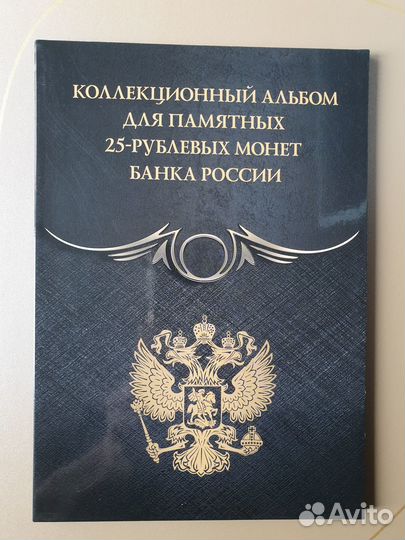 КОЛЛЕКЦИОННЫЙ АЛЬБОМ
ДЛЯ ПАМЯТНЫХ
25-РУБЛЕВЫХ МОНЕТ
БАНКА РОССИИ
Avito